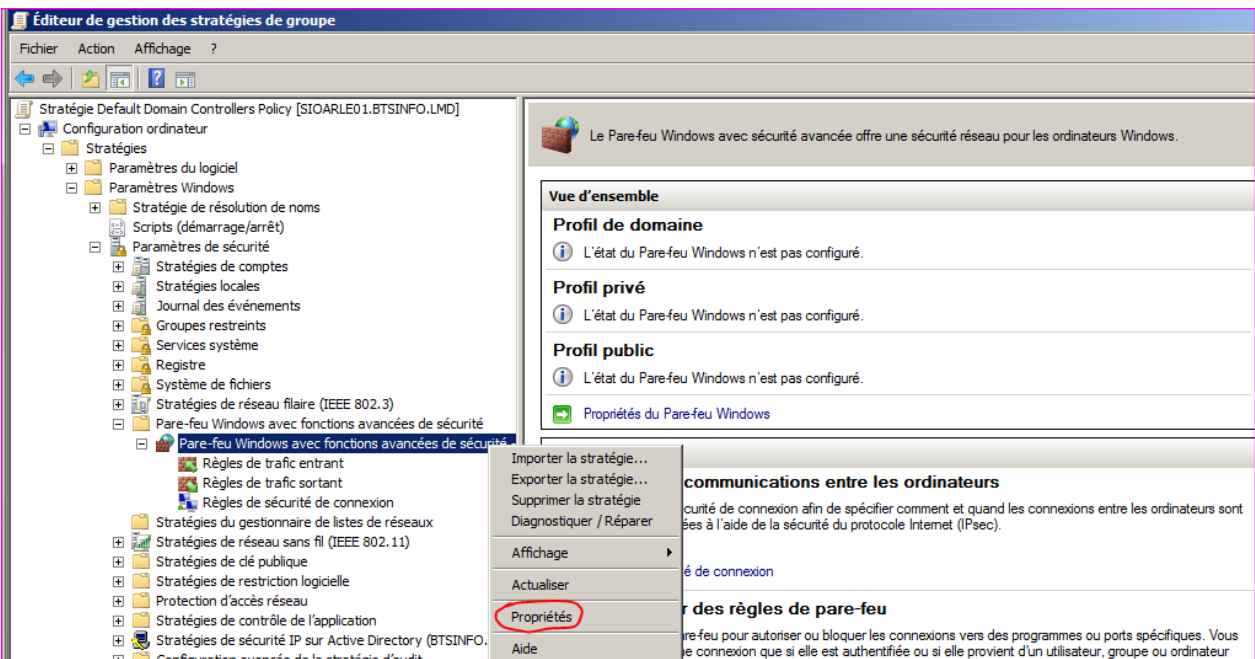 Éditeur de gestion des stratégies de groupe
Fichier Action Affichage ?
Stratégie Default Domain Controllers Policy [SIOARLE01.BTSINFO.LMD]
Configuration ordinateur
Stratégies
Paramètres du logiciel
Paramètres Windows
Stratégie de résolution de noms
Scripts (démarrage/arrêt)
Paramètres de sécurité
Stratégies de comptes
Stratégies locales
Journal des événements
Groupes restreints
Services système
Registre
Système de fichiers
Stratégies de réseau filaire (IEEE 802.3)
Pare-feu Windows avec fonctions avancées de sécurité
Pare-feu Windows avec fonctions avancées de sécurité -
Règles de trafic entrant
Règles de trafic sortant
Règles de sécurité de connexion
Stratégies du gestionnaire de listes de réseaux
Stratégies de réseau sans fil (IEEE 802.11)
Stratégies de clé publique
Stratégies de restriction logicielle
Protection d'accès réseau
Stratégies de contrôle de l'application
Stratégies de sécurité IP sur Active Directory (BTSINFO.
Configuration avancée de la stratégie d'audit
Importer la stratégie...
Exporter la stratégie...
Supprimer la stratégie
Diagnostiquer / Réparer
Affichage
Actualiser
Propriétés
Aide
Le Pare-feu Windows avec sécurité avancée offre une sécurité réseau pour les ordinateurs Windows.
Vue d'ensemble
Profil de domaine
L'état du Pare-feu Windows n'est pas configuré.
Profil privé
L'état du Pare-feu Windows n'est pas configuré.
Profil public
L'état du Pare-feu Windows n'est pas configuré.
Propriétés du Pare-feu Windows
communications entre les ordinateurs
curité de connexion afin de spécifier comment et quand les connexions entre les ordinateurs sont
ées à l'aide de la sécurité du protocole Internet (IPsec).
é de connexion
r des règles de pare-feu
re-feu pour autoriser ou bloquer les connexions vers des programmes ou ports spécifiques. Vous
e connexion que si elle est authentifiée ou si elle provient d'un utilisateur, groupe ou ordinateur